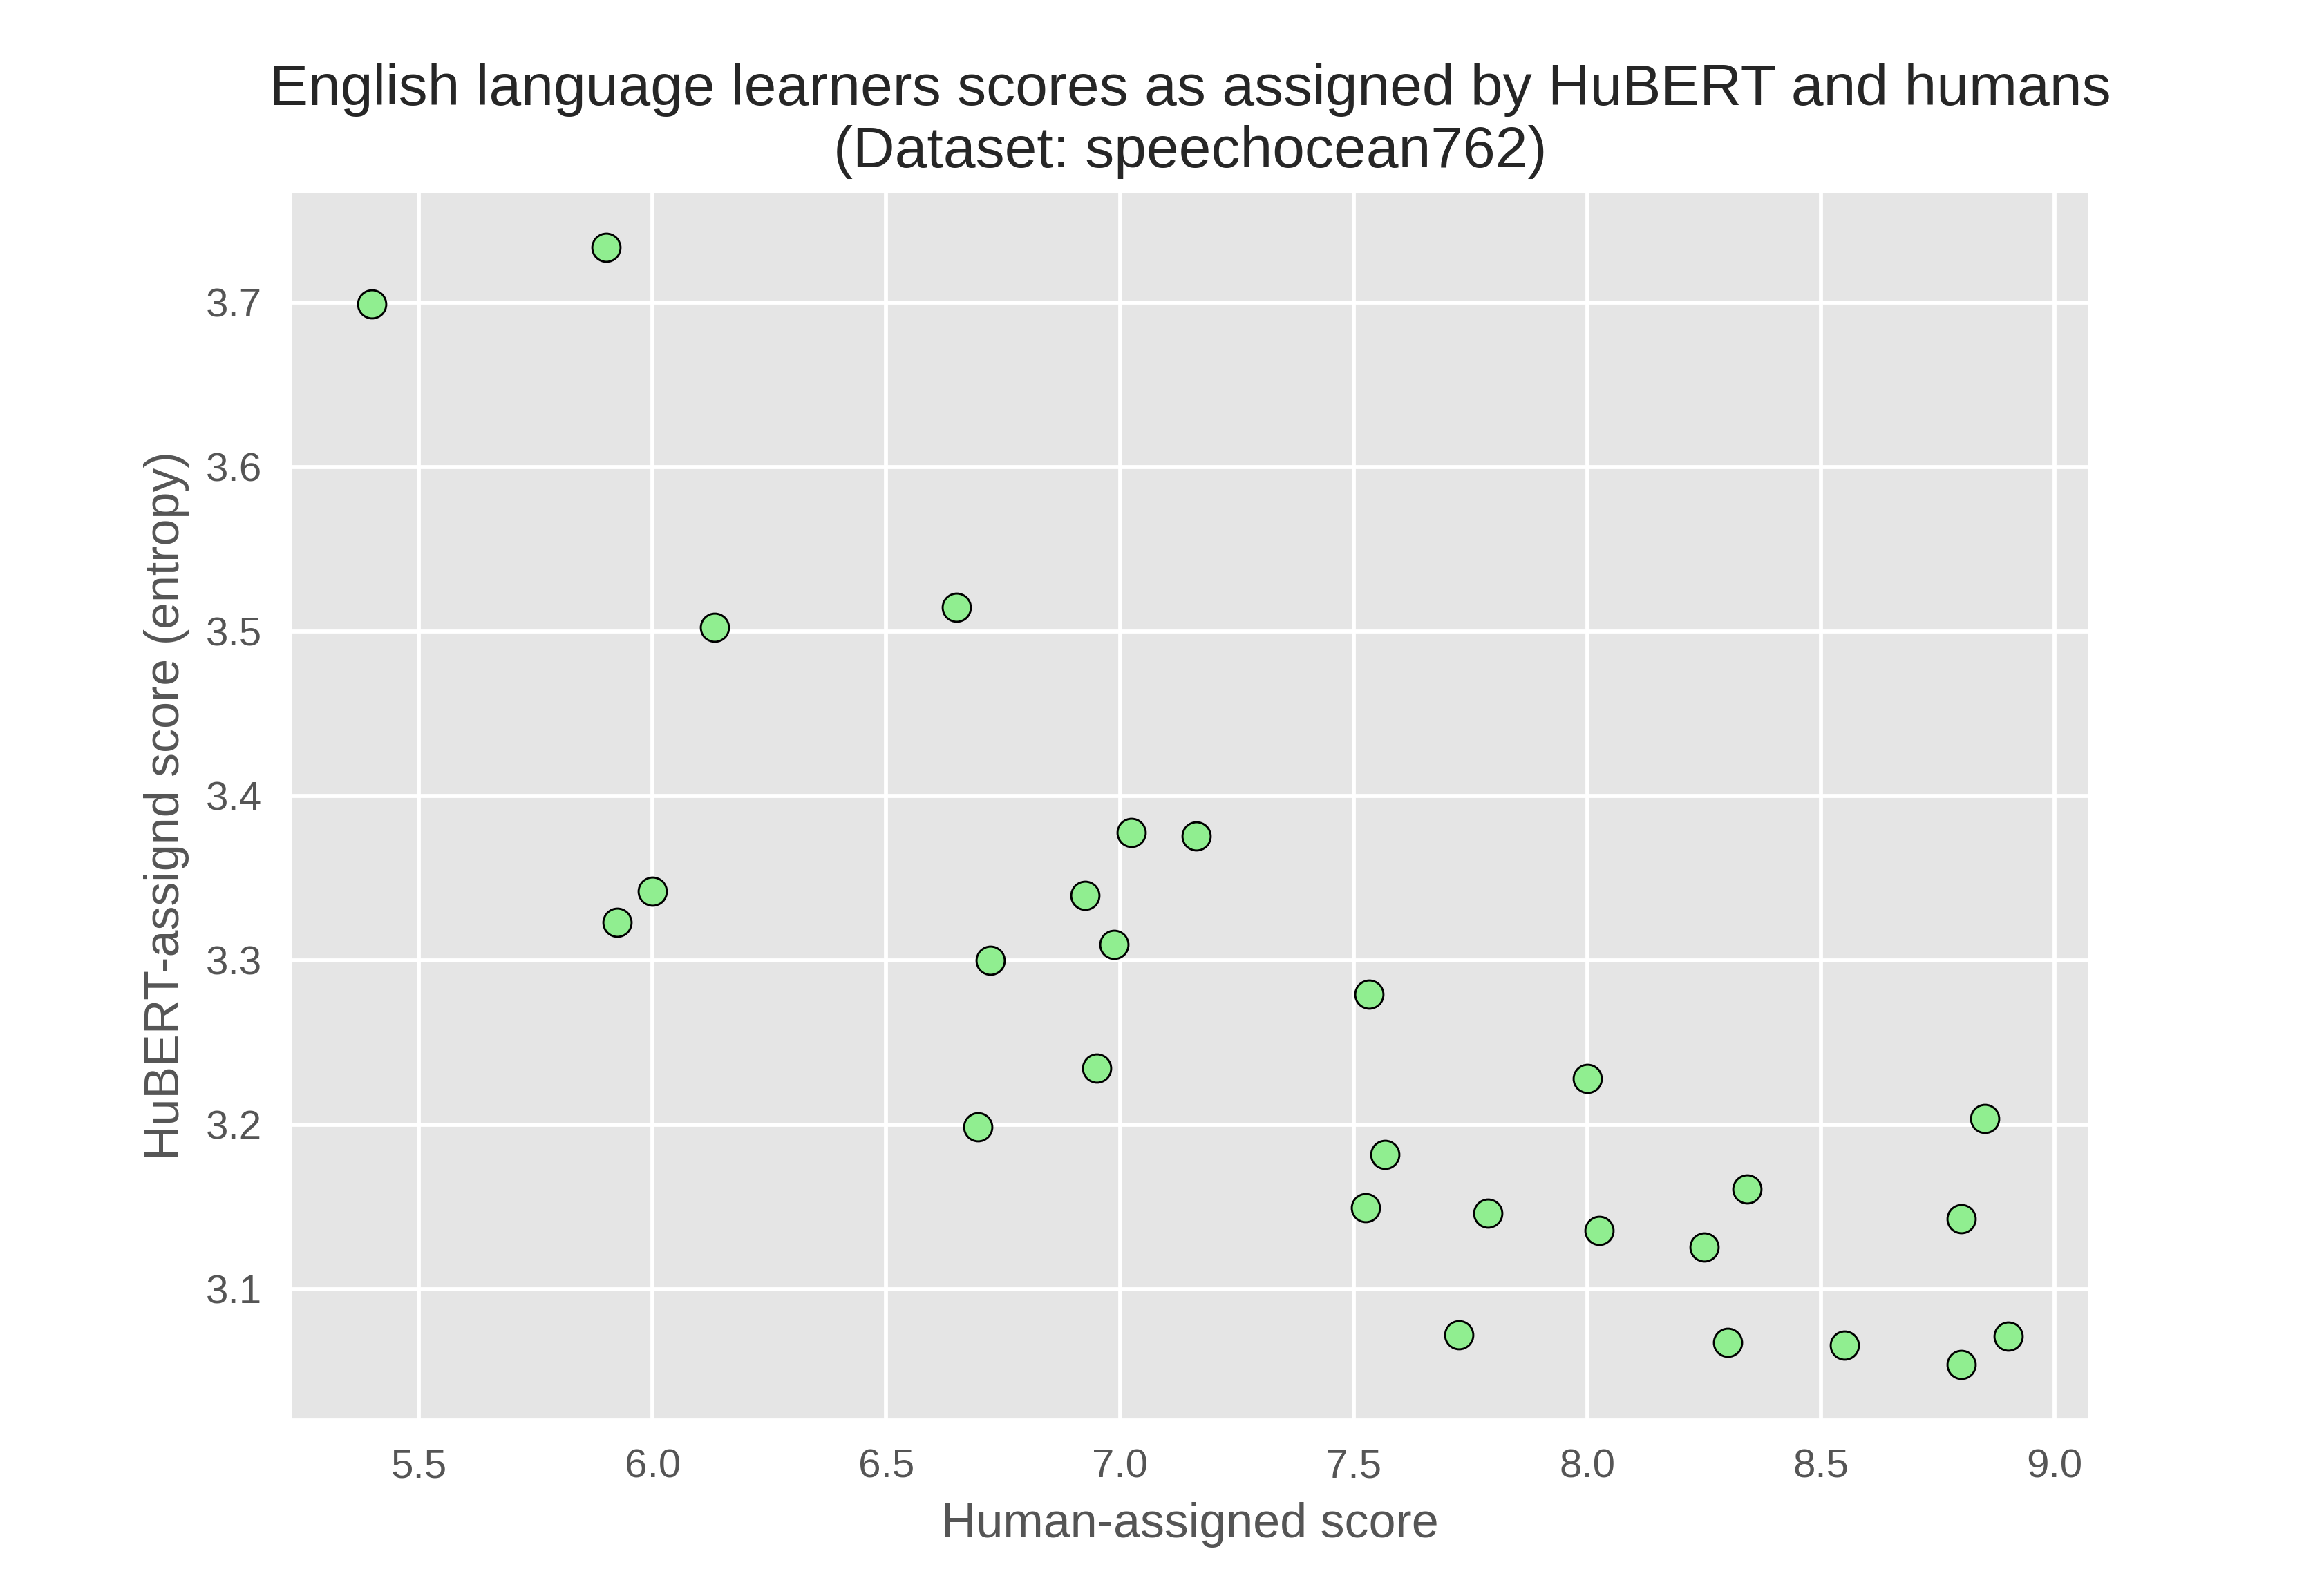 English language learners scores as assigned by HuBERT and humans
(Dataset: speechocean762)
HuBERT-assignd score (entropy)
3.7
3.6
3.5
3.4
3.3
3.2
3.1
5.5 6.0 6.5 7.0 7.5 8.0 8.5 9.0
Human-assigned score